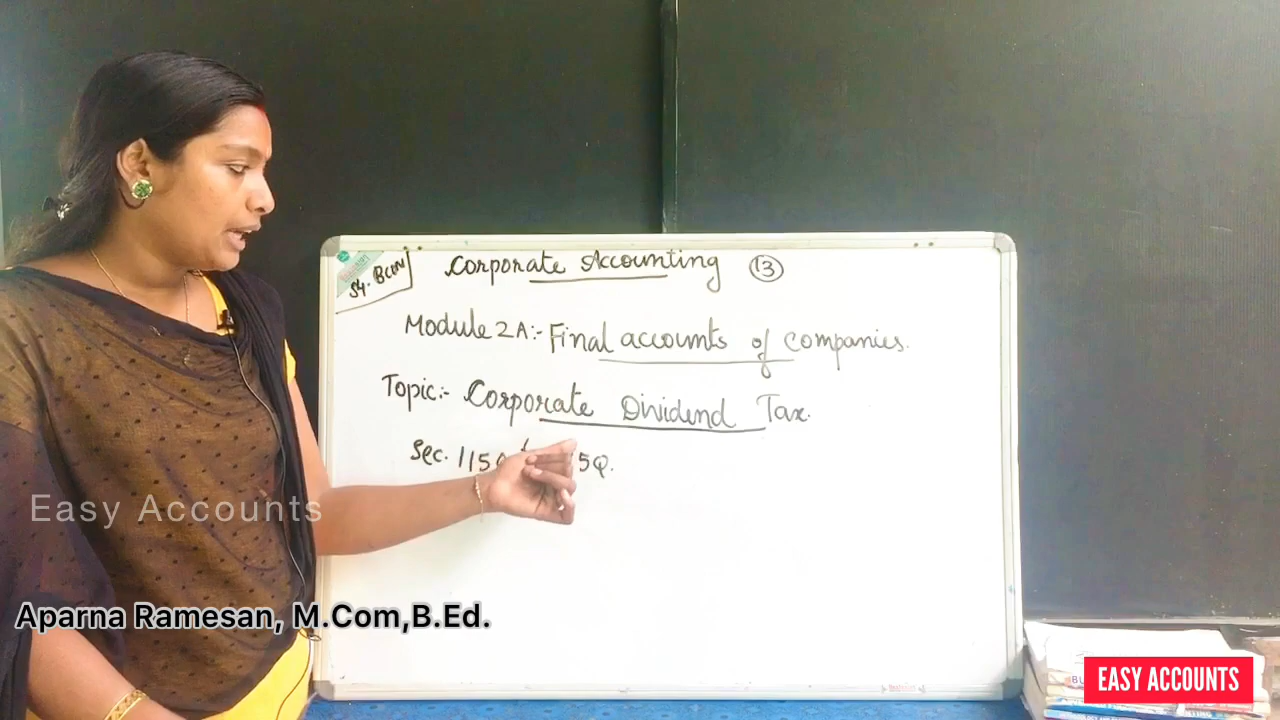 S4. BCom
Corporate Accounting 13
Module 2A:- Final accounts of companies.
Topic:- Corporate Dividend Tax.
Sec. 115
5Q.
Easy Accounts
Aparna Ramesan, M.Com,B.Ed.
EASY ACCOUNTS